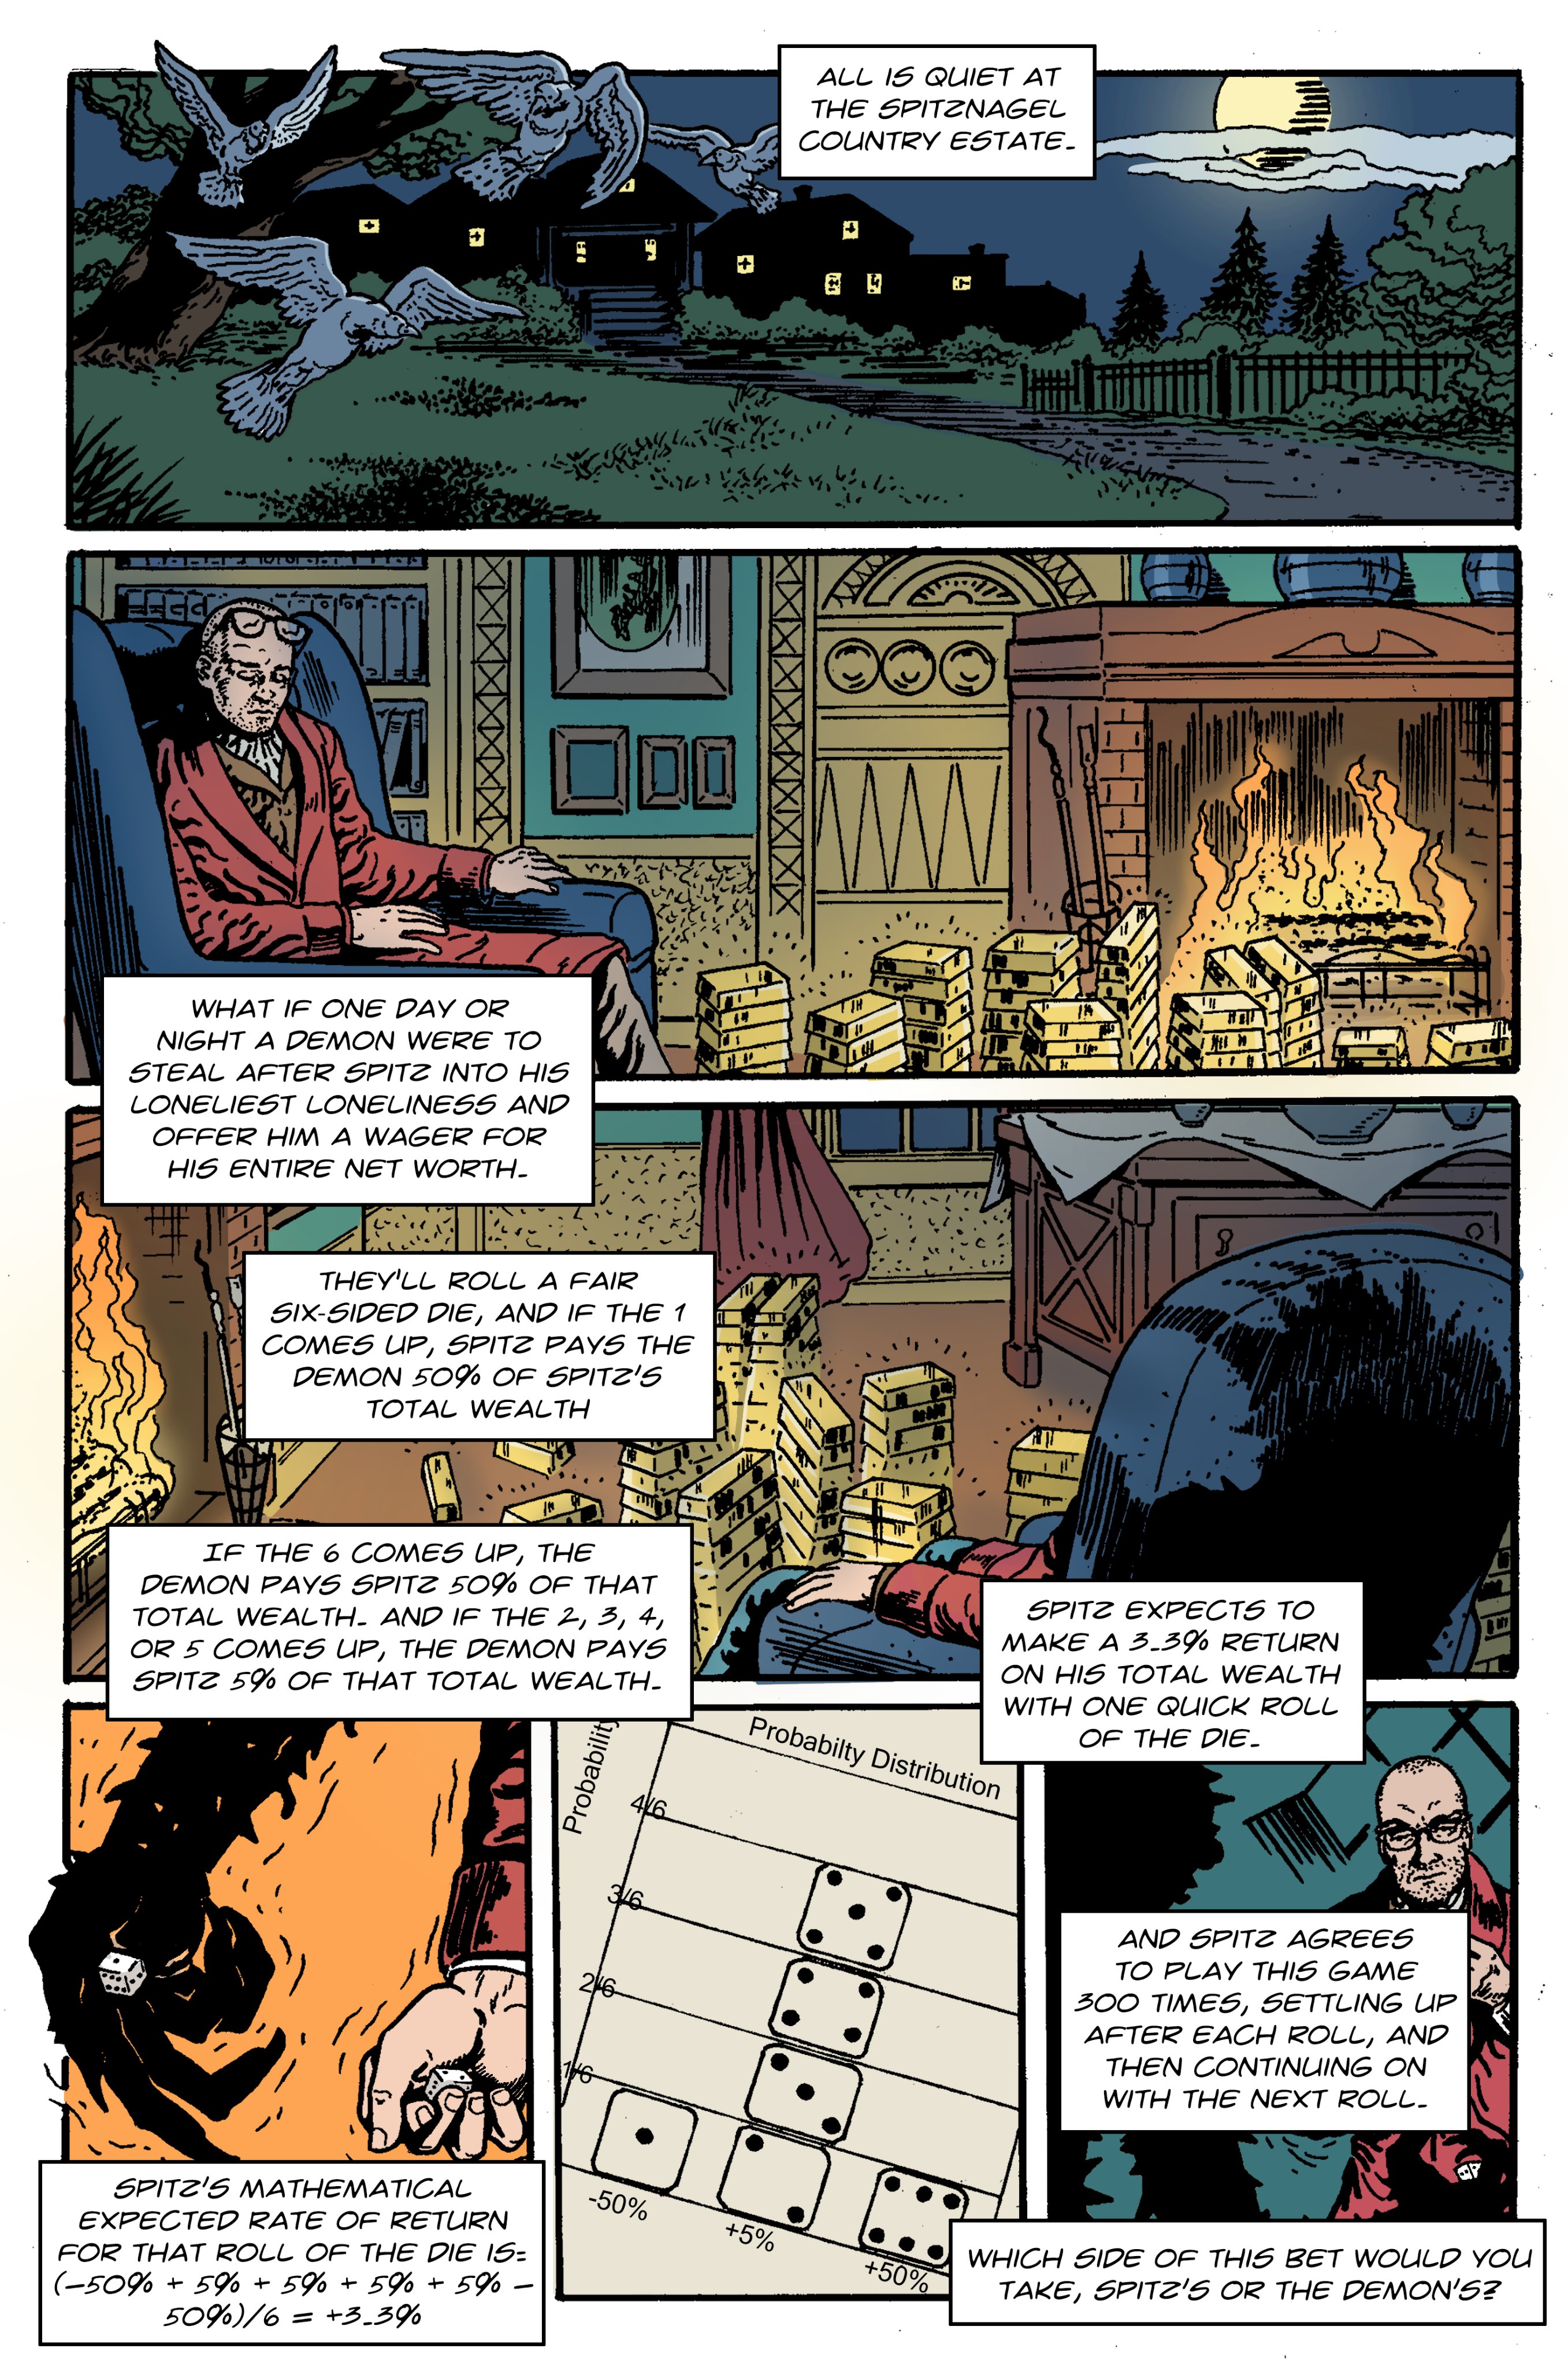 ALL IS QUIET AT
THE SPITZNAGEL
COUNTRY ESTATE.
WHAT IF ONE DAY OR
NIGHT A DEMON WERE TO
STEAL AFTER SPITZ INTO HIS
LONELIEST LONELINESS AND
OFFER HIM A WAGER FOR
HIS ENTIRE NET WORTH.
THEY'LL ROLL A FAIR
SIX-SIDED DIE, AND IF THE 1
COMES UP, SPITZ PAYS THE
DEMON 50% OF SPITZ'S
TOTAL WEALTH
IF THE 6 COMES UP, THE
DEMON PAYS SPITZ 50% OF THAT
TOTAL WEALTH. AND IF THE 2, 3, 4,
OR 5 COMES UP, THE DEMON PAYS
SPITZ 5% OF THAT TOTAL WEALTH.
SPITZ EXPECTS TO
MAKE A 3.3% RETURN
ON HIS TOTAL WEALTH
WITH ONE QUICK ROLL
OF THE DIE.
SPITZ'S MATHEMATICAL
EXPECTED RATE OF RETURN
FOR THAT ROLL OF THE DIE IS:
(-50% + 5% + 5% + 5% + 5% -
50%)/6 = +3.3%
Probabilty Distribution
Probability
4/6
3/6
2/6
1/6
-50%
+5%
+50%
AND SPITZ AGREES
TO PLAY THIS GAME
300 TIMES, SETTLING UP
AFTER EACH ROLL, AND
THEN CONTINUING ON
WITH THE NEXT ROLL.
WHICH SIDE OF THIS BET WOULD YOU
TAKE, SPITZ'S OR THE DEMON'S?